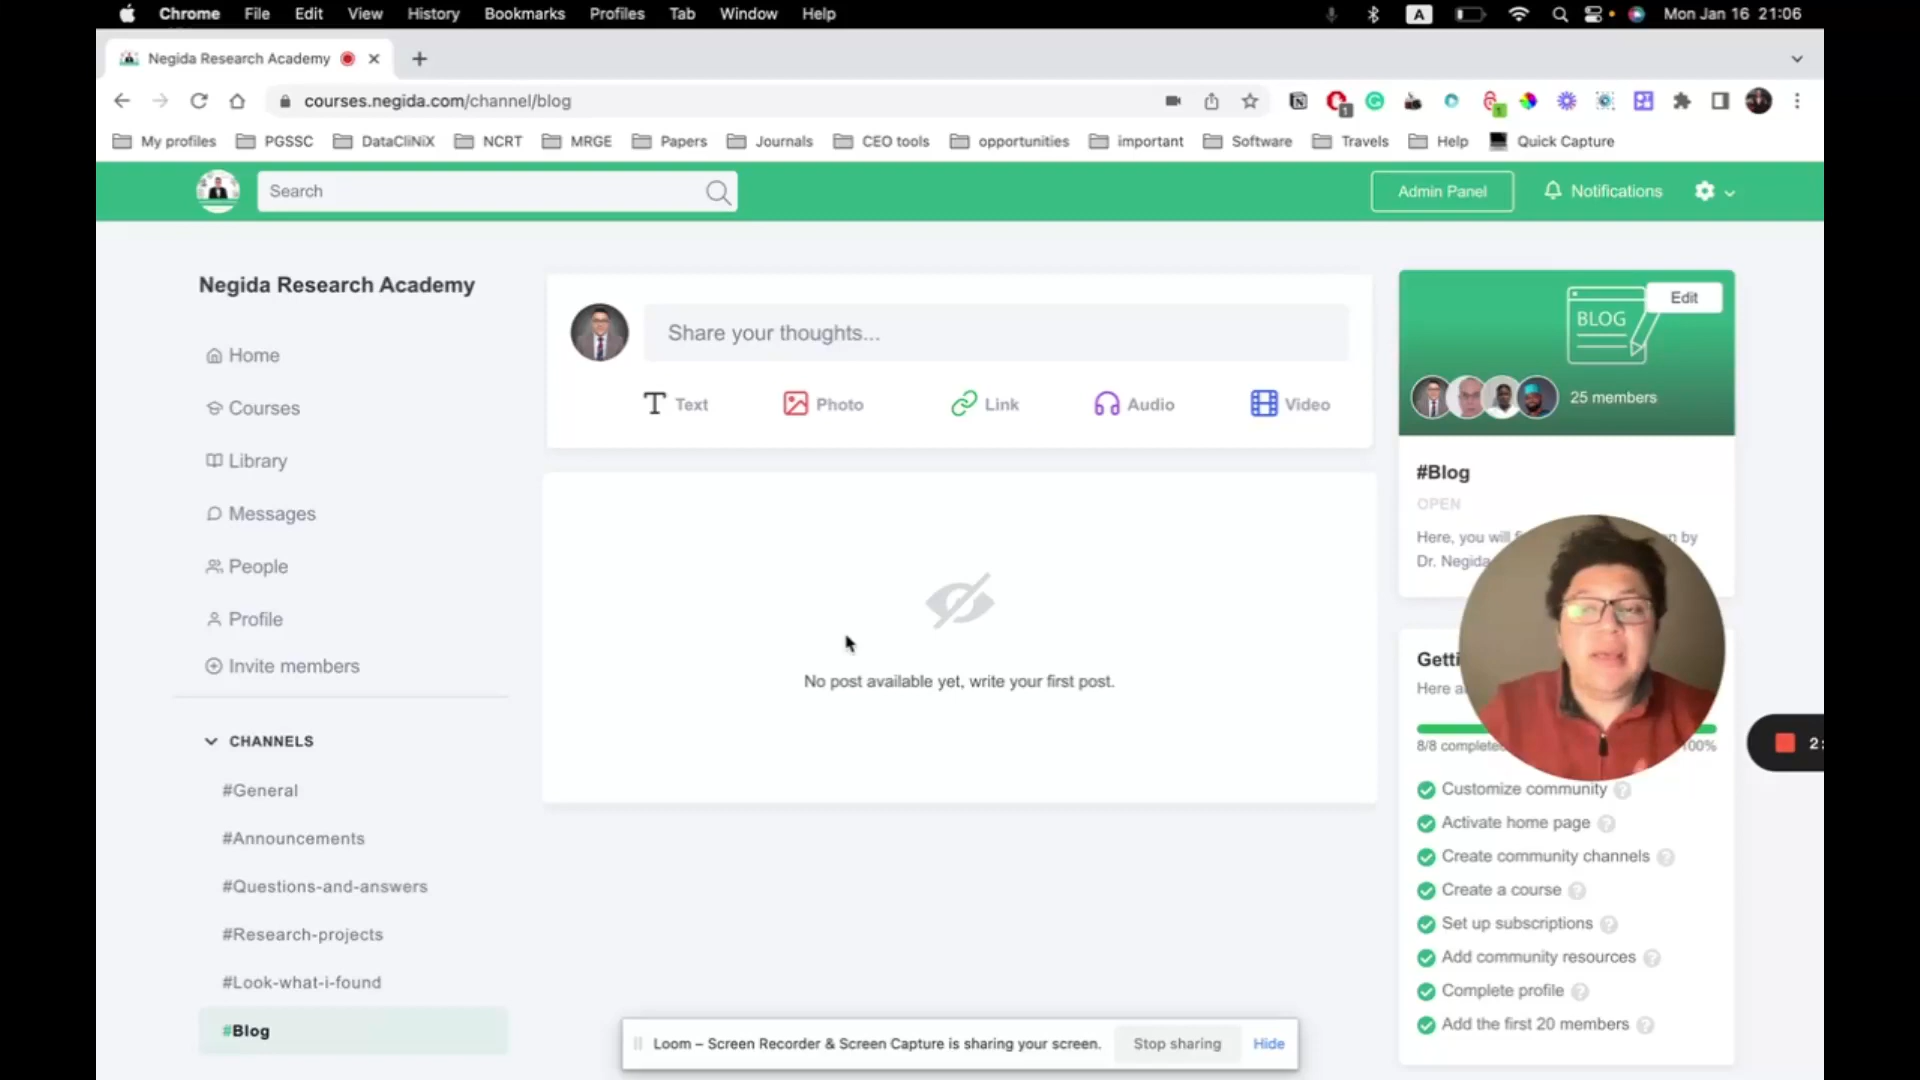 Chrome File Edit View History Bookmarks Profiles Tab Window Help A Mon Jan 16 21:06
Negida Research Academy
courses.negida.com/channel/blog
My profiles PGSSC DataCliNiX NCRT MRGE Papers Journals CEO tools opportunities important Software Travels Help Quick Capture
Search Admin Panel Notifications
Negida Research Academy
Home
Courses
Library
Messages
People
Profile
Invite members
CHANNELS
#General
#Announcements
#Questions-and-answers
#Research-projects
#Look-what-i-found
#Blog
Share your thoughts...
Text Photo Link Audio Video
No post available yet, write your first post.
Edit
BLOG
25 members
#Blog
OPEN
Here, you will by
Dr. Negida
Getti
Here
8/8 completed 100%
Customize community ?
Activate home page ?
Create community channels ?
Create a course ?
Set up subscriptions ?
Add community resources ?
Complete profile ?
Add the first 20 members ?
2:
Loom – Screen Recorder & Screen Capture is sharing your screen. Stop sharing Hide